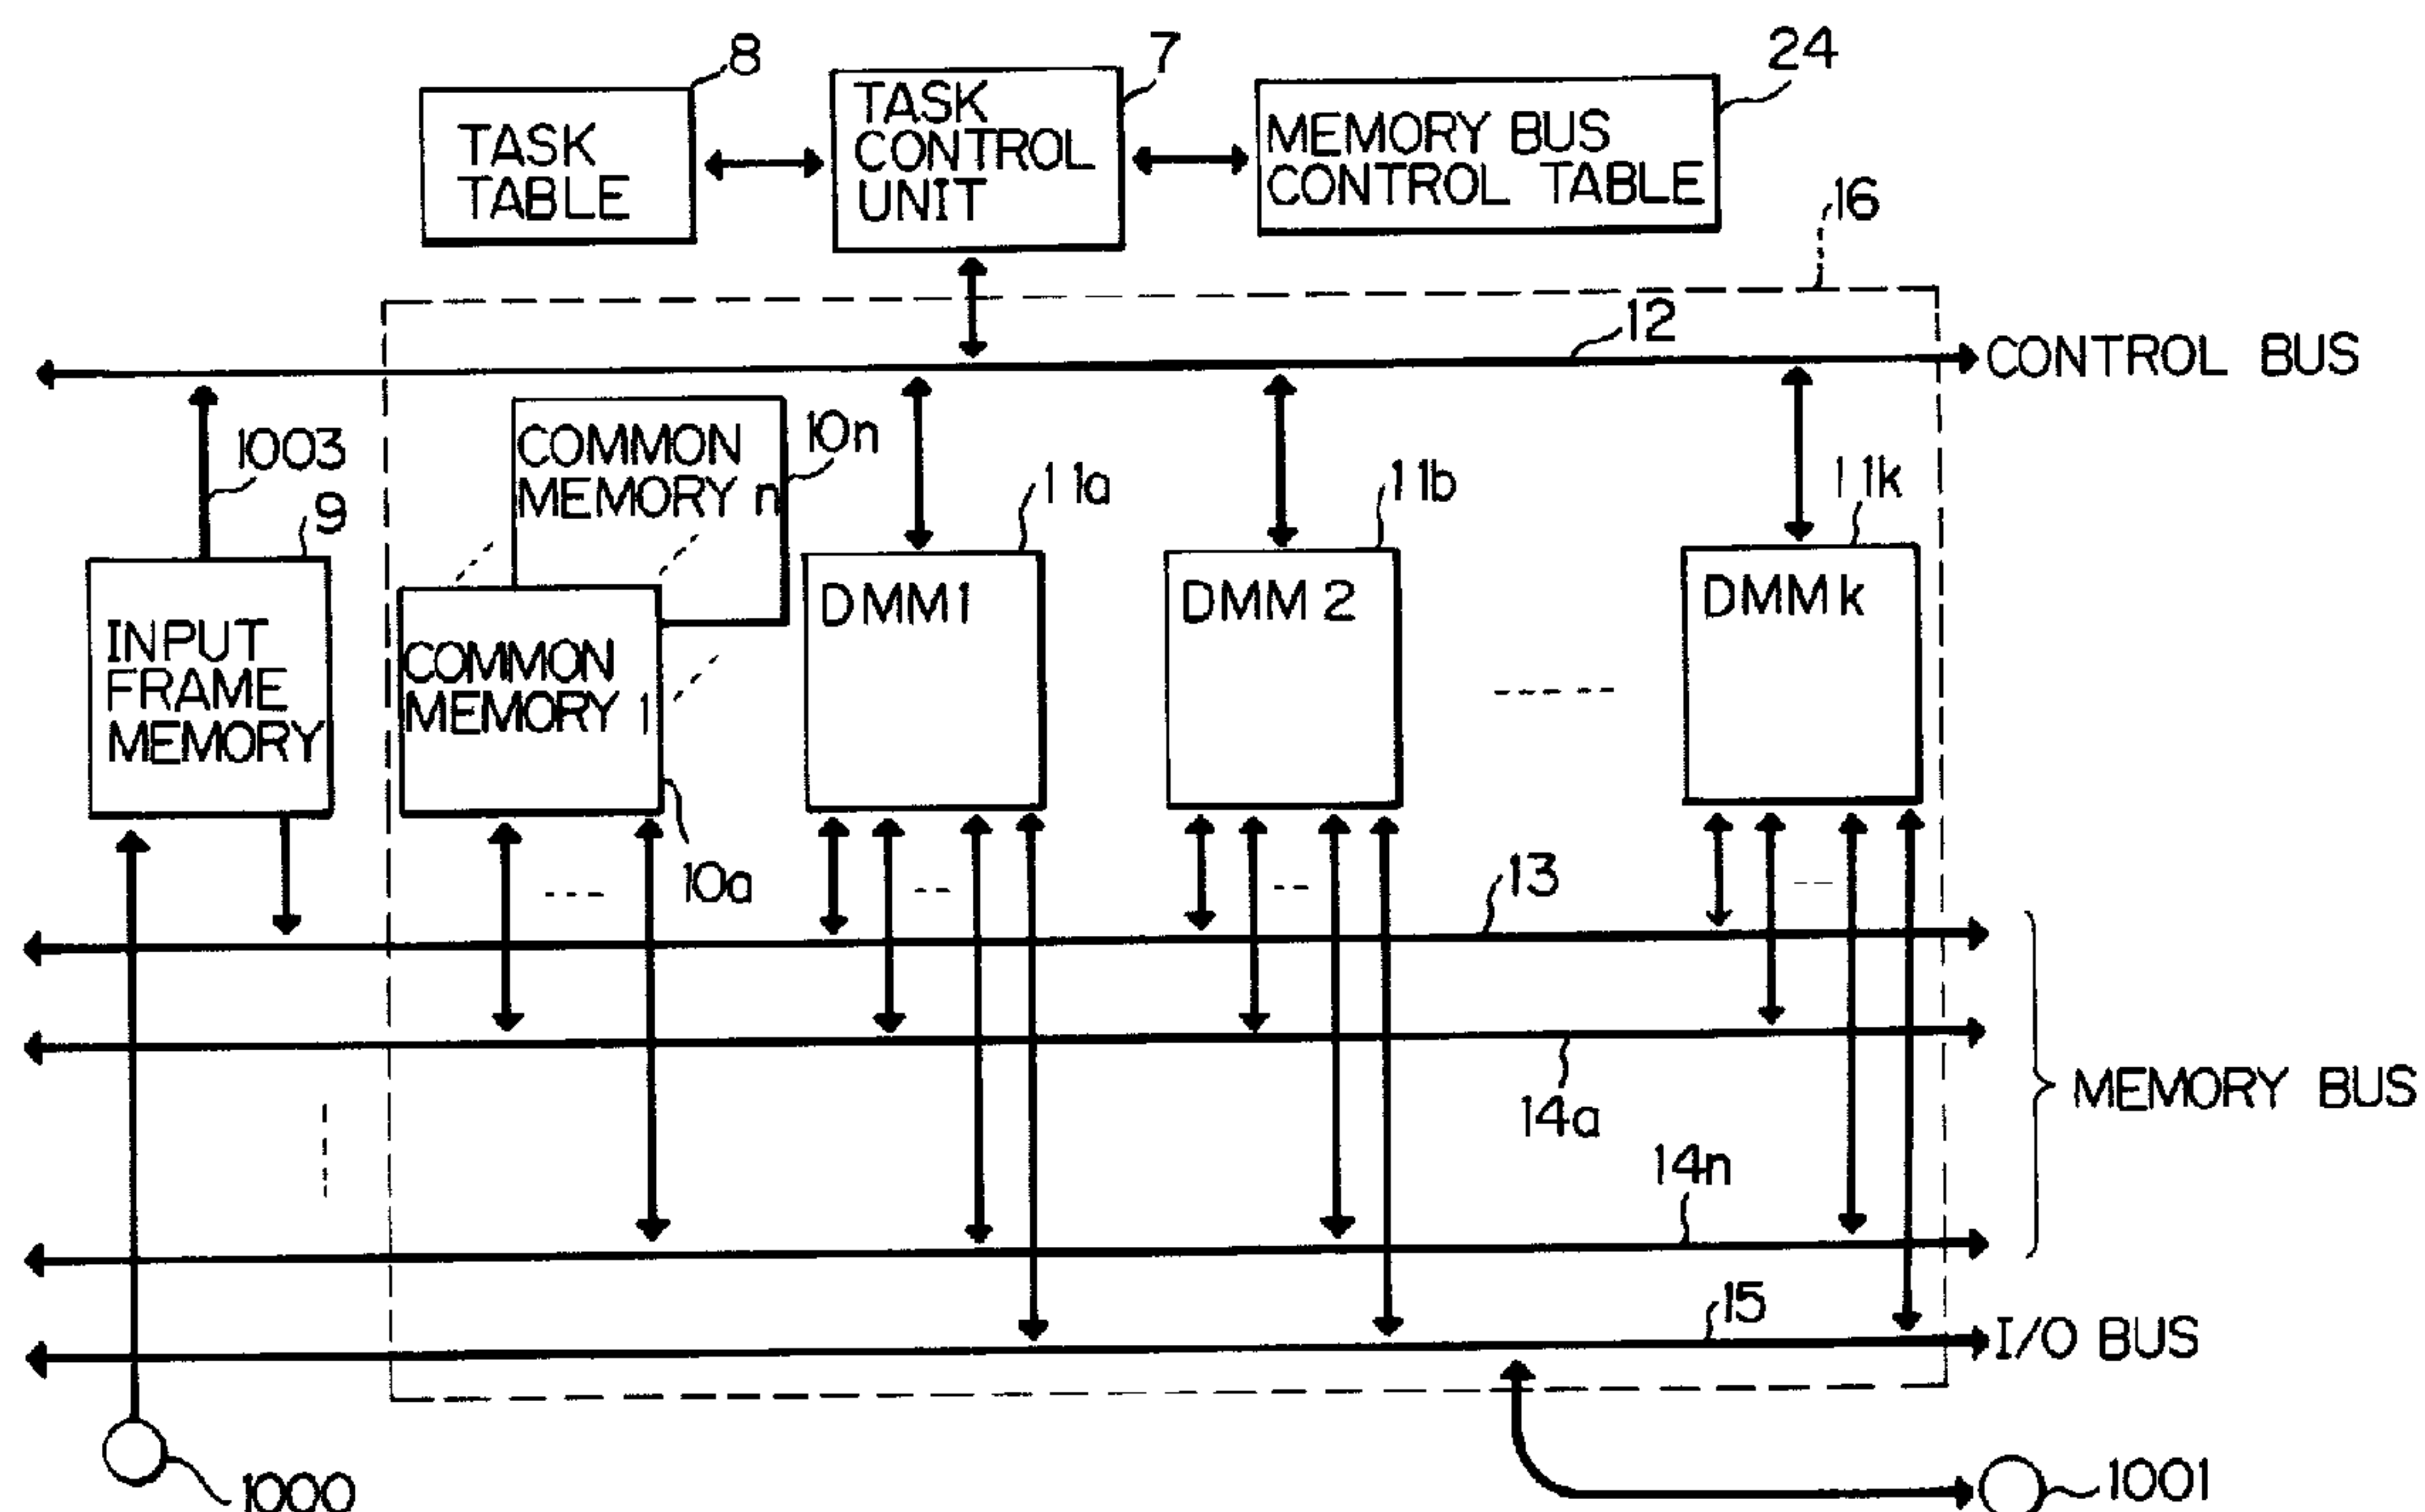 8
7
24
TASK
TABLE
TASK
CONTROL
UNIT
MEMORY BUS
CONTROL TABLE
16
12
CONTROL BUS
1003
9
COMMON
MEMORY n
10n
11a
11b
11k
INPUT
FRAME
MEMORY
COMMON
MEMORY 1
10a
DMM1
DMM 2
DMM k
13
14a
MEMORY BUS
14n
15
I/O BUS
1000
1001